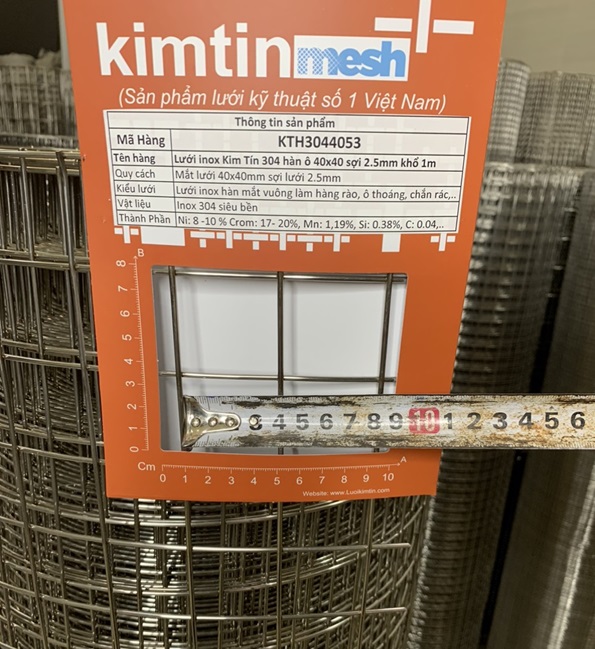 kimtin mesh
(Sản phẩm lưới kỹ thuật số 1 Việt Nam)
Thông tin sản phẩm
Mã Hàng KTH3044053
Tên hàng Lưới inox Kim Tín 304 hàn ô 40x40 sợi 2.5mm khổ 1m
Quy cách Mắt lưới 40x40mm sợi lưới 2.5mm
Kiểu lưới Lưới inox hàn mắt vuông làm hàng rào, ô thoáng, chắn rác,..
Vật liệu Inox 304 siêu bền
Thành Phần Ni: 8 -10 % Crom: 17- 20%, Mn: 1,19%, Si: 0.38%, C: 0.04,..
B
8
7
6
5
4
3
2
1
0
3 4 5 6 7 8 9 10 1 2 3 4 5 6
Cm 0 1 2 3 4 5 6 7 8 9 10 A
Website: www.Luoikimtin.com